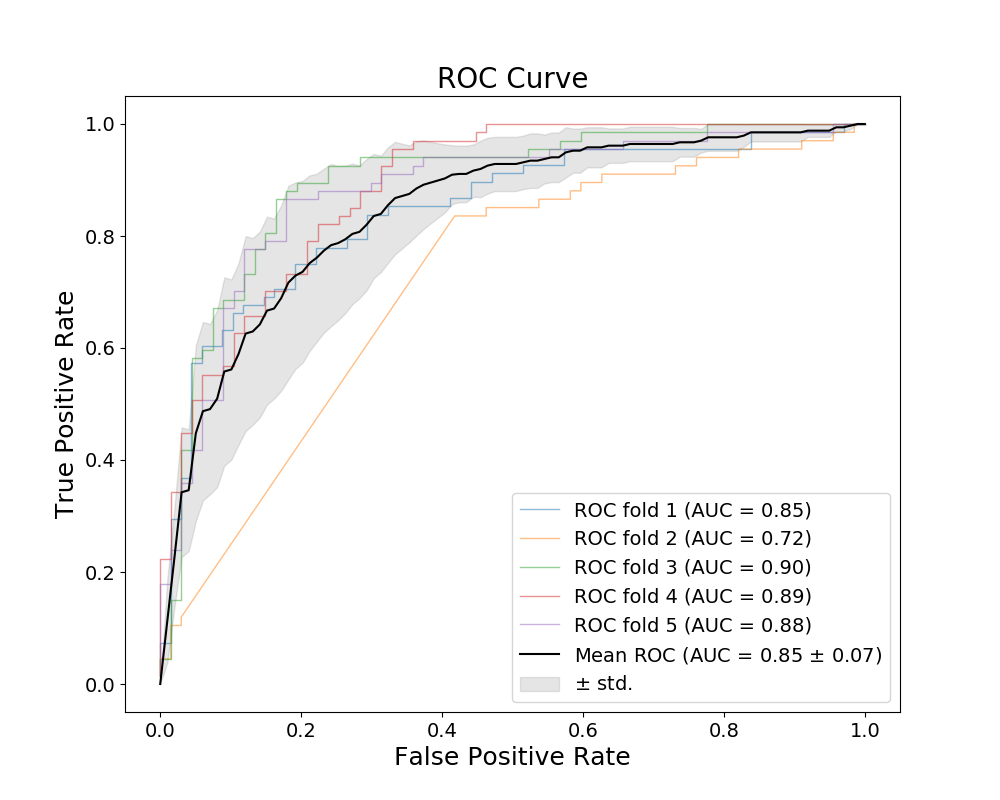 ROC Curve
1.0
0.8
0.6
0.4
0.2
0.0
True Positive Rate
ROC fold 1 (AUC = 0.85)
ROC fold 2 (AUC = 0.72)
ROC fold 3 (AUC = 0.90)
ROC fold 4 (AUC = 0.89)
ROC fold 5 (AUC = 0.88)
Mean ROC (AUC = 0.85 ± 0.07)
± std.
0.0 0.2 0.4 0.6 0.8 1.0
False Positive Rate